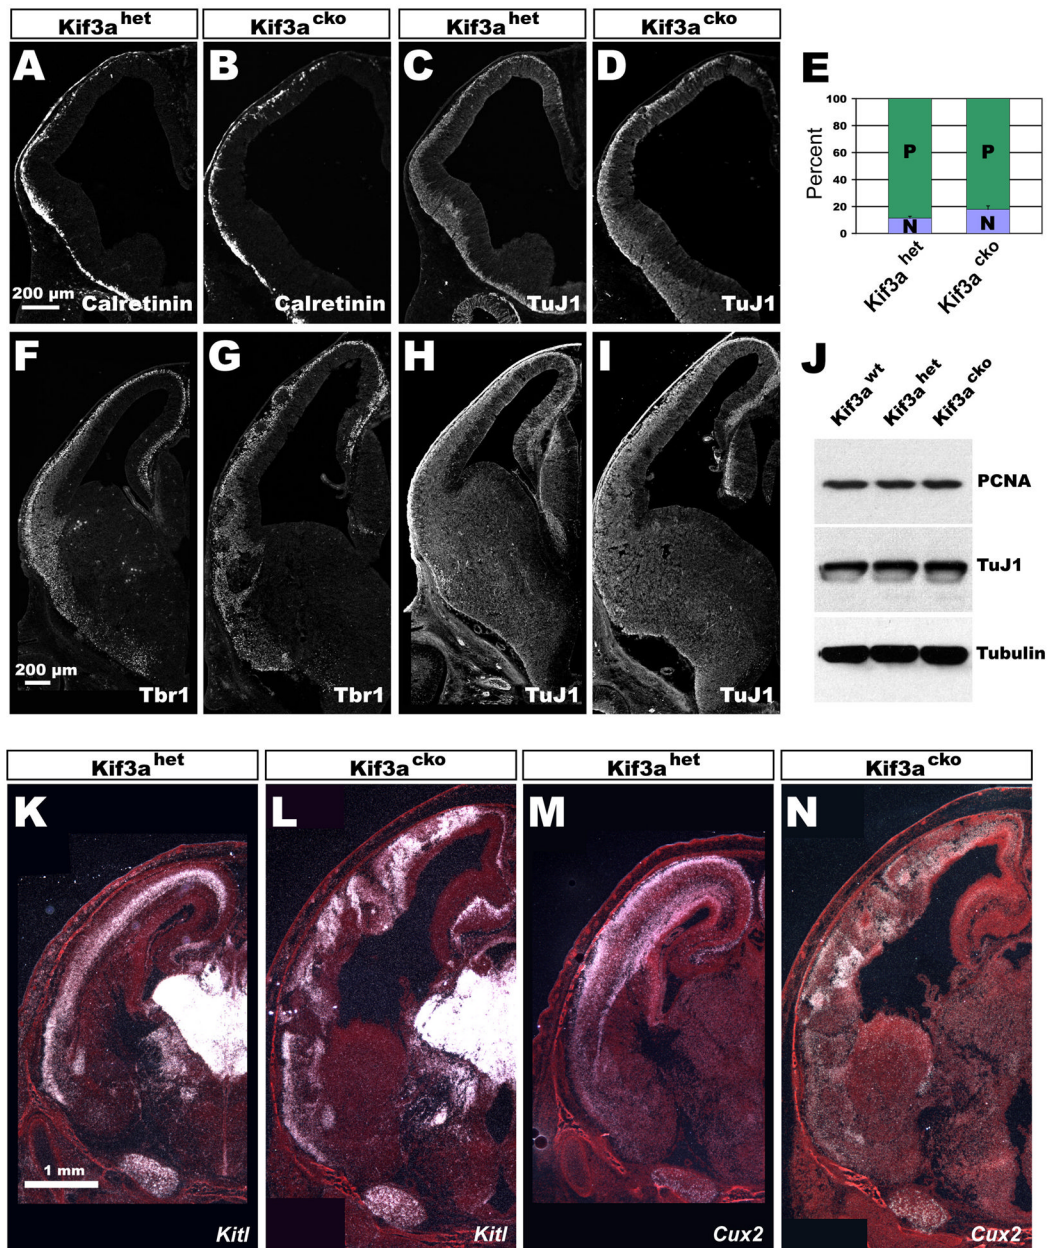 Kif3a het Kif3a cko Kif3a het Kif3a cko
A B C D E
100
80
60
40
20
0
Percent
P P
N N
Kif3a het Kif3a cko
200 µm Calretinin Calretinin TuJ1 TuJ1
F G H I J
Kif3a wt Kif3a het Kif3a cko
PCNA
TuJ1
Tubulin
200 µm
Tbr1 Tbr1 TuJ1 TuJ1
Kif3a het Kif3a cko Kif3a het Kif3a cko
K L M N
1 mm
Kitl Kitl Cux2 Cux2